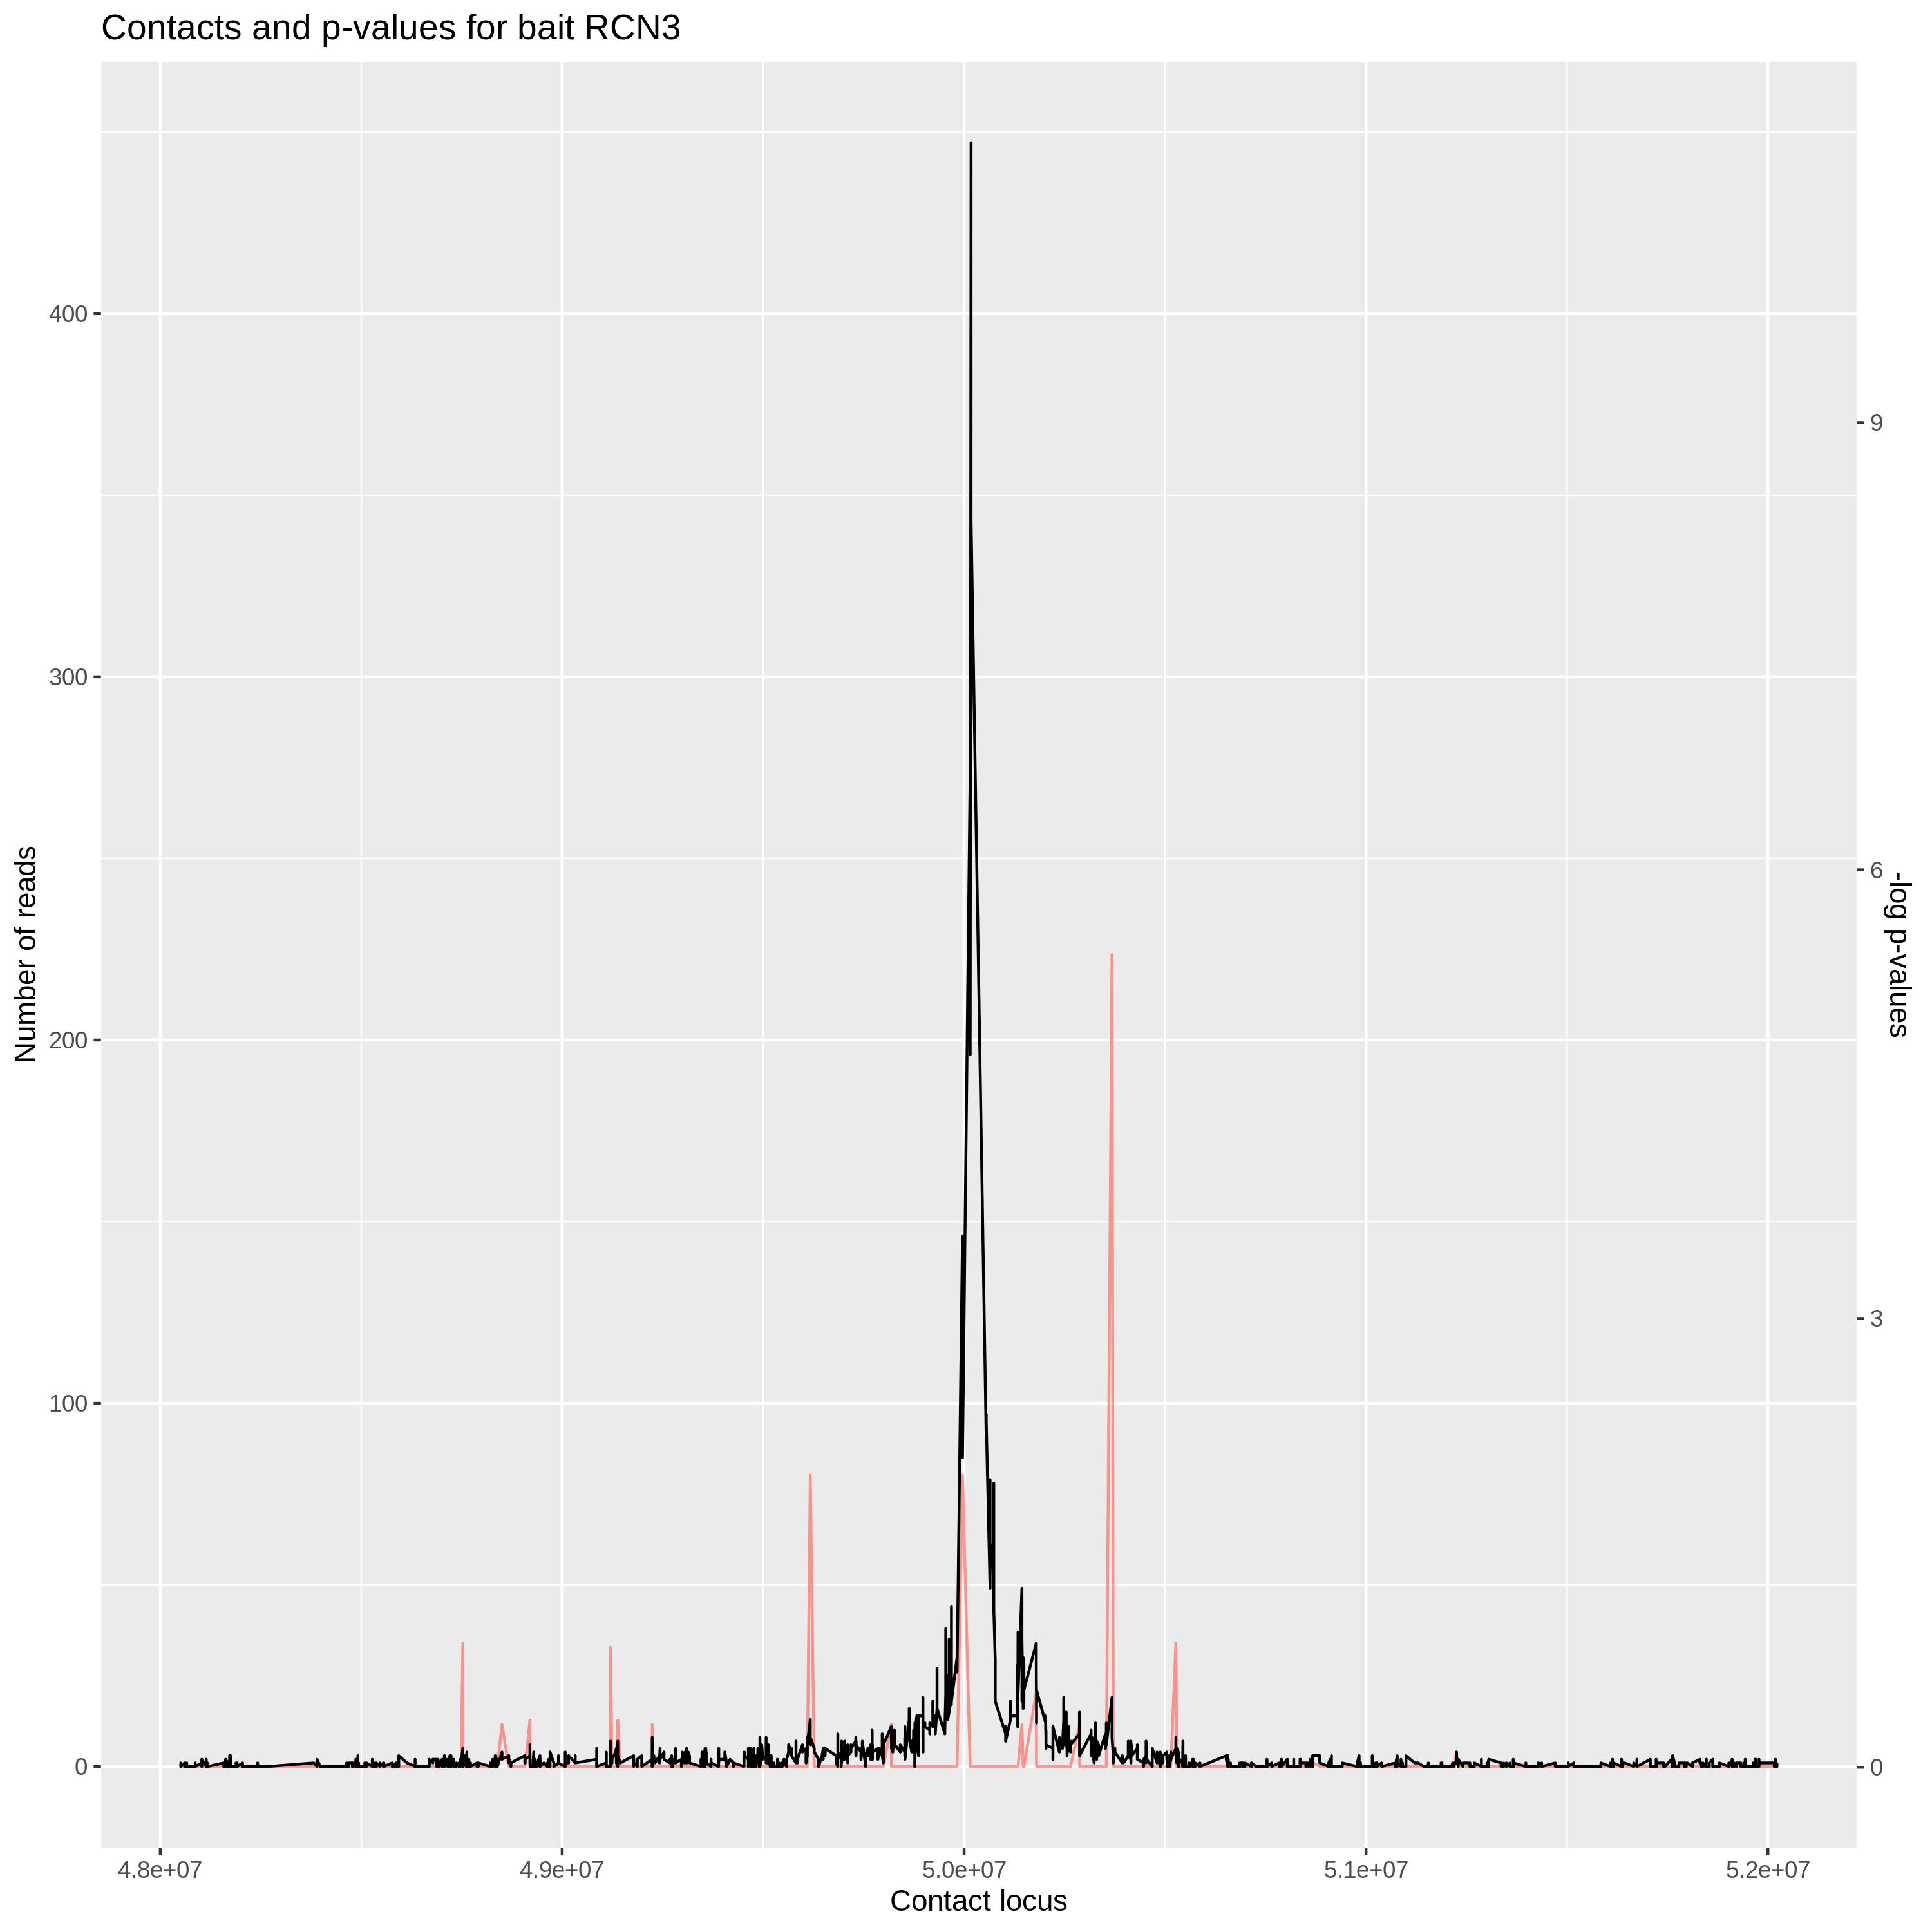 Contacts and p-values for bait RCN3
Number of reads
400
300
200
100
0
9
6
3
0
-log p-values
4.8e+07
4.9e+07
5.0e+07
5.1e+07
5.2e+07
Contact locus